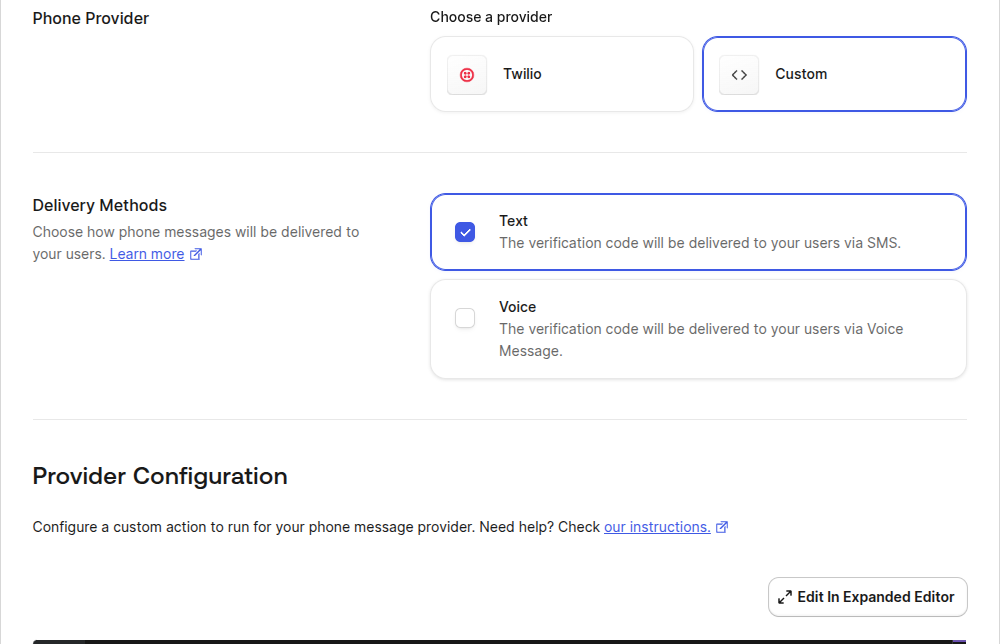 Phone Provider
Choose a provider
Twilio
Custom
Delivery Methods
Choose how phone messages will be delivered to
your users. Learn more
Text
The verification code will be delivered to your users via SMS.
Voice
The verification code will be delivered to your users via Voice
Message.
Provider Configuration
Configure a custom action to run for your phone message provider. Need help? Check our instructions.
Edit In Expanded Editor